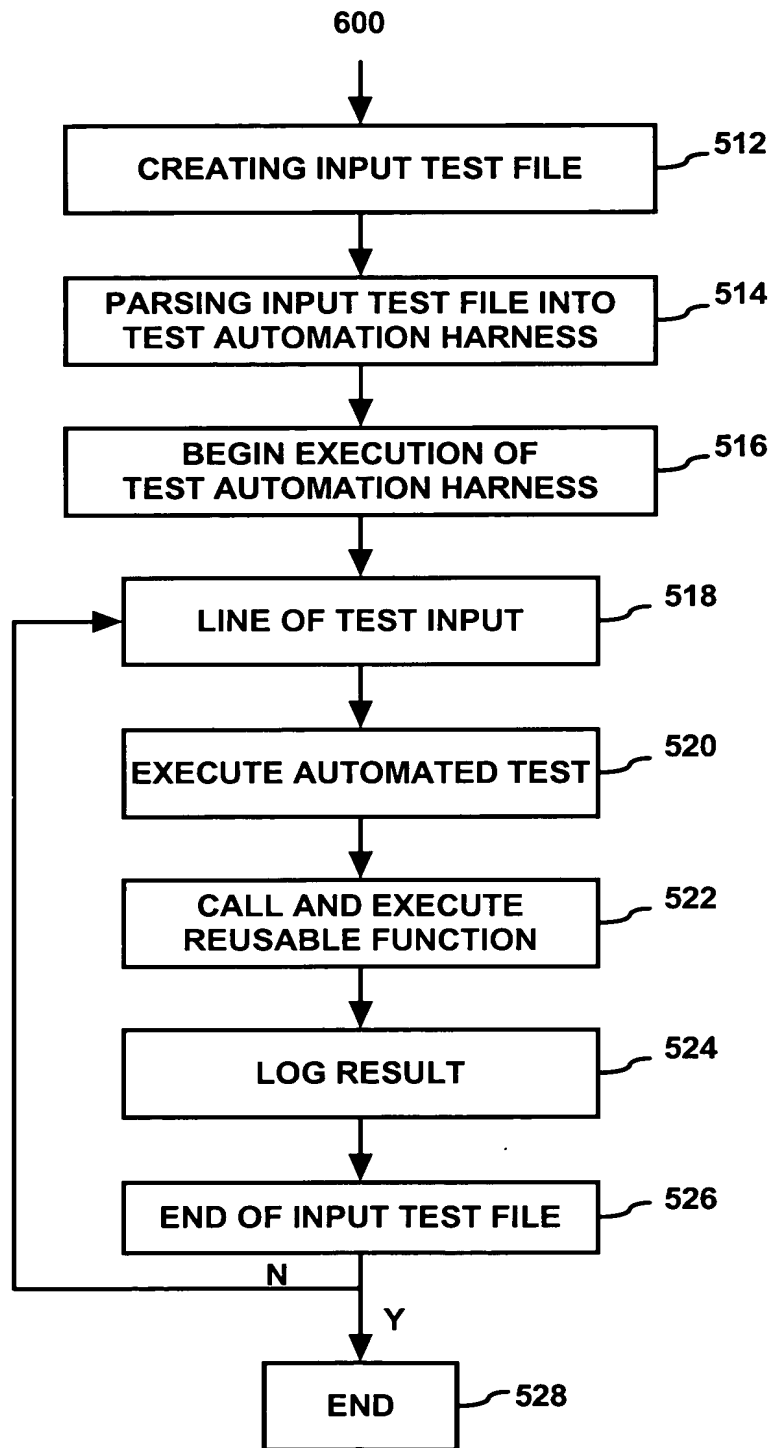 600
CREATING INPUT TEST FILE
512
PARSING INPUT TEST FILE INTO
TEST AUTOMATION HARNESS
514
BEGIN EXECUTION OF
TEST AUTOMATION HARNESS
516
LINE OF TEST INPUT
518
EXECUTE AUTOMATED TEST
520
CALL AND EXECUTE
REUSABLE FUNCTION
522
LOG RESULT
524
END OF INPUT TEST FILE
526
N
Y
END
528